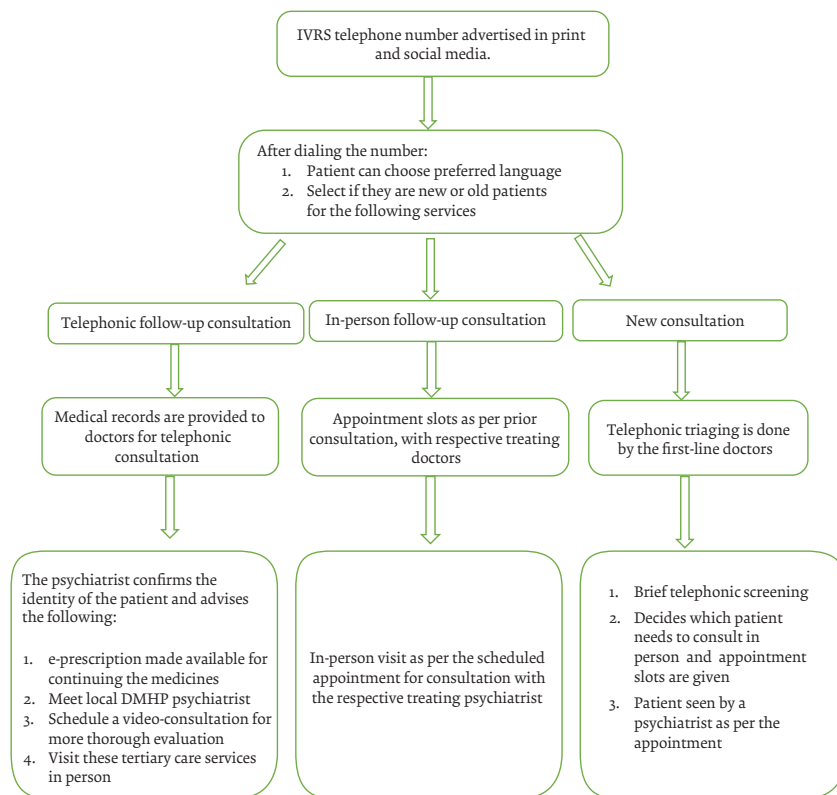 IVRS telephone number advertised in print
and social media.
After dialing the number:
1. Patient can choose preferred language
2. Select if they are new or old patients
for the following services
Telephonic follow-up consultation
In-person follow-up consultation
New consultation
Medical records are provided to
doctors for telephonic
consultation
Appointment slots as per prior
consultation, with respective treating
doctors
Telephonic triaging is done
by the first-line doctors
The psychiatrist confirms the
identity of the patient and advises
the following:
1. e-prescription made available for
continuing the medicines
2. Meet local DMHP psychiatrist
3. Schedule a video-consultation for
more thorough evaluation
4. Visit these tertiary care services
in person
In-person visit as per the scheduled
appointment for consultation with
the respective treating psychiatrist
1. Brief telephonic screening
2. Decides which patient
needs to consult in
person and appointment
slots are given
3. Patient seen by a
psychiatrist as per the
appointment